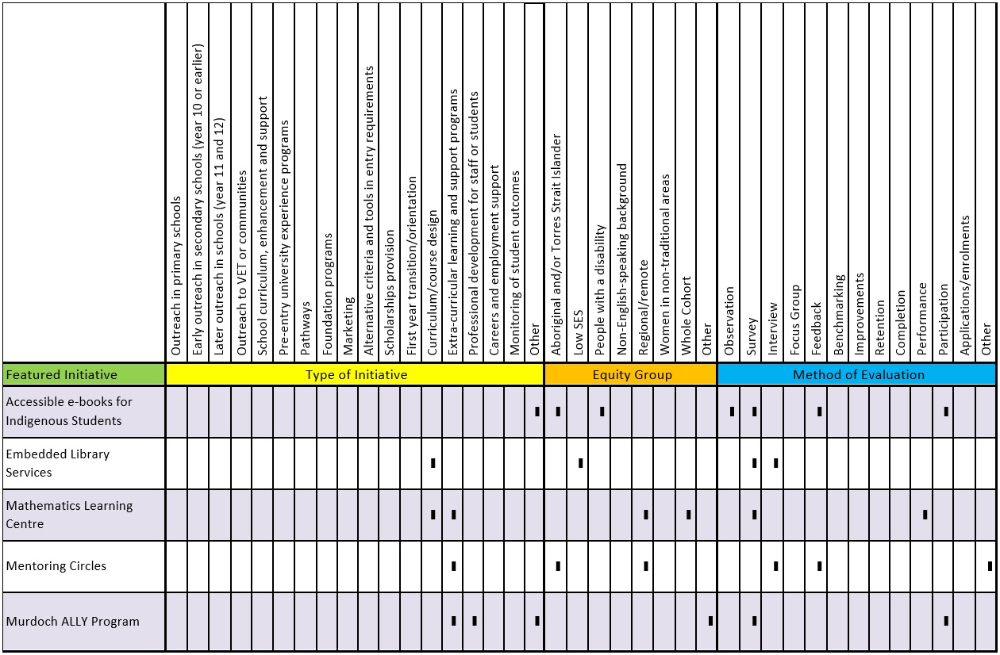 Outreach in primary schools
Early outreach in secondary schools (year 10 or earlier)
Later outreach in schools (year 11 and 12)
Outreach to VET or communities
School curriculum, enhancement and support
Pre-entry university experience programs
Pathways
Foundation programs
Marketing
Alternative criteria and tools in entry requirements
Scholarships provision
First year transition/orientation
Curriculum/course design
Extra-curricular learning and support programs
Professional development for staff or students
Careers and employment support
Monitoring of student outcomes
Other
Aboriginal and/or Torres Strait Islander
Low SES
People with a disability
Non-English-speaking background
Regional/remote
Women in non-traditional areas
Whole Cohort
Other
Observation
Survey
Interview
Focus Group
Feedback
Benchmarking
Improvements
Retention
Completion
Performance
Participation
Applications/enrolments
Other
Featured Initiative Type of Initiative Equity Group Method of Evaluation
Accessible e-books for
Indigenous Students
Embedded Library
Services
Mathematics Learning
Centre
Mentoring Circles
Murdoch ALLY Program